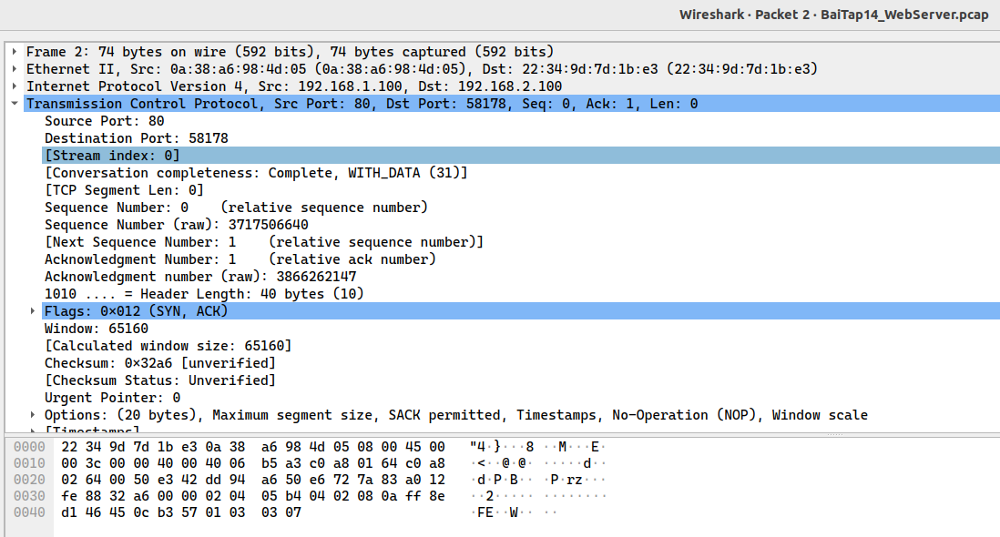 Wireshark · Packet 2 · BaiTap14_WebServer.pcap
Frame 2: 74 bytes on wire (592 bits), 74 bytes captured (592 bits)
Ethernet II, Src: 0a:38:a6:98:4d:05 (0a:38:a6:98:4d:05), Dst: 22:34:9d:7d:1b:e3 (22:34:9d:7d:1b:e3)
Internet Protocol Version 4, Src: 192.168.1.100, Dst: 192.168.2.100
Transmission Control Protocol, Src Port: 80, Dst Port: 58178, Seq: 0, Ack: 1, Len: 0
Source Port: 80
Destination Port: 58178
[Stream index: 0]
[Conversation completeness: Complete, WITH_DATA (31)]
[TCP Segment Len: 0]
Sequence Number: 0    (relative sequence number)
Sequence Number (raw): 3717506640
[Next Sequence Number: 1    (relative sequence number)]
Acknowledgment Number: 1    (relative ack number)
Acknowledgment number (raw): 3866262147
1010 .... = Header Length: 40 bytes (10)
Flags: 0×012 (SYN, ACK)
Window: 65160
[Calculated window size: 65160]
Checksum: 0×32a6 [unverified]
[Checksum Status: Unverified]
Urgent Pointer: 0
Options: (20 bytes), Maximum segment size, SACK permitted, Timestamps, No-Operation (NOP), Window scale
[Timestamps]
0000 22 34 9d 7d 1b e3 0a 38 a6 98 4d 05 08 00 45 00 "4·}···8 ··M···E·
0010 00 3c 00 00 40 00 40 06 b5 a3 c0 a8 01 64 c0 a8 ·<··@·@· ·····d··
0020 02 64 00 50 e3 42 dd 94 a6 50 e6 72 7a 83 a0 12 ·d·P·B·· ·P·rz···
0030 fe 88 32 a6 00 00 02 04 05 b4 04 02 08 0a ff 8e ··2····· ········
0040 d1 46 45 0c b3 57 01 03 03 07 ·FE··W·· ··